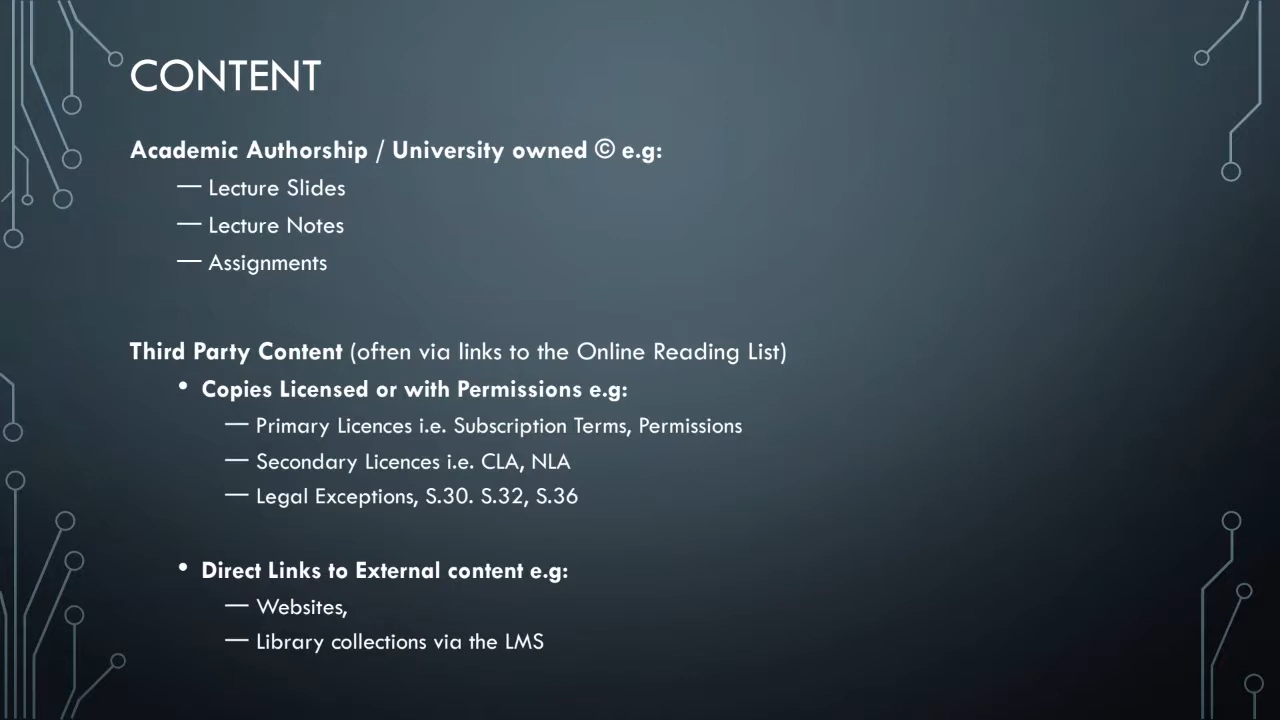 CONTENT
Academic Authorship / University owned © e.g:
— Lecture Slides
— Lecture Notes
— Assignments
Third Party Content (often via links to the Online Reading List)
• Copies Licensed or with Permissions e.g:
— Primary Licences i.e. Subscription Terms, Permissions
— Secondary Licences i.e. CLA, NLA
— Legal Exceptions, S.30. S.32, S.36
• Direct Links to External content e.g:
— Websites,
— Library collections via the LMS